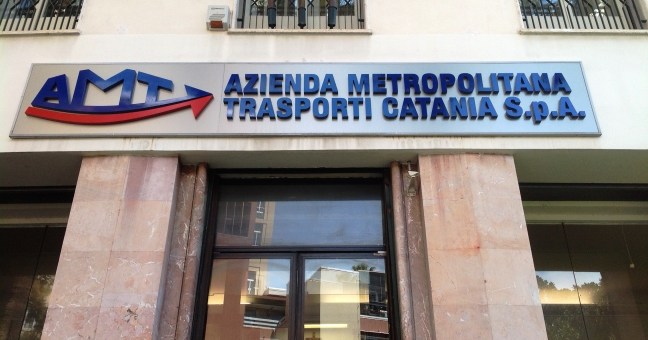 AMT
AZIENDA METROPOLITANA
TRASPORTI CATANIA S.p.A.